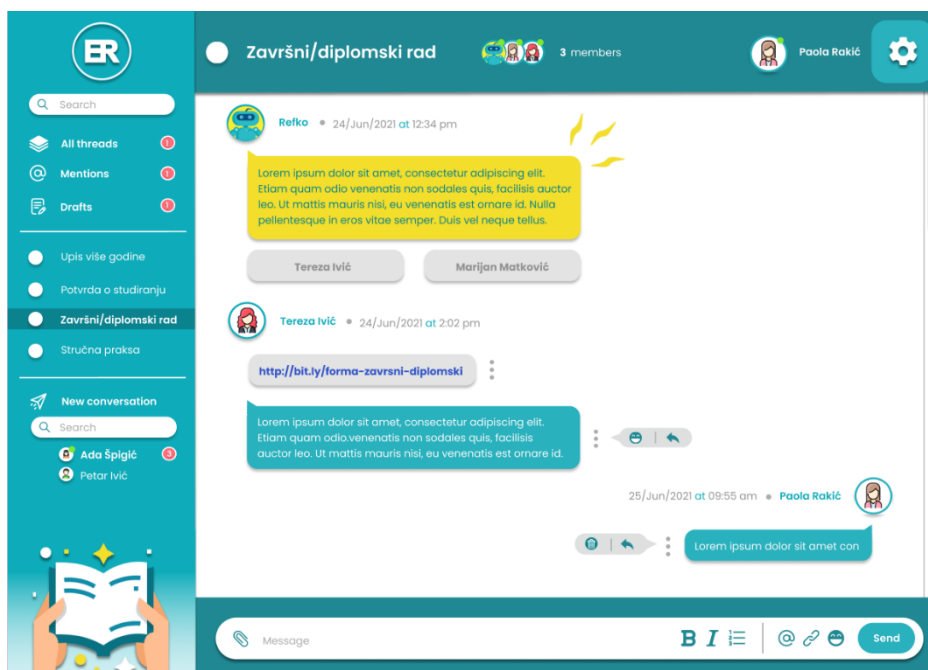 ER
Search
All threads 1
Mentions 1
Drafts 1
Upis više godine
Potvrda o studiranju
Završni/diplomski rad
Stručna praksa
New conversation
Search
Ada Špigić 3
Petar Ivić
Završni/diplomski rad
3 members
Paola Rakić
Refko • 24/Jun/2021 at 12:34 pm
Lorem ipsum dolor sit amet, consectetur adipiscing elit.
Etiam quam odio venenatis non sodales quis, facilisis auctor
leo. Ut mattis mauris nisi, eu venenatis est ornare id. Nulla
pellentesque in eros vitae semper. Duis vel neque tellus.
Tereza Ivić
Marijan Matković
Tereza Ivić • 24/Jun/2021 at 2:02 pm
http://bit.ly/forma-zavrsni-diplomski
Lorem ipsum dolor sit amet, consectetur adipiscing elit.
Etiam quam odio.venenatis non sodales quis, facilisis
auctor leo. Ut mattis mauris nisi, eu venenatis est ornare id.
25/Jun/2021 at 09:55 am • Paola Rakić
Lorem ipsum dolor sit amet con
Message
B I
@
Send